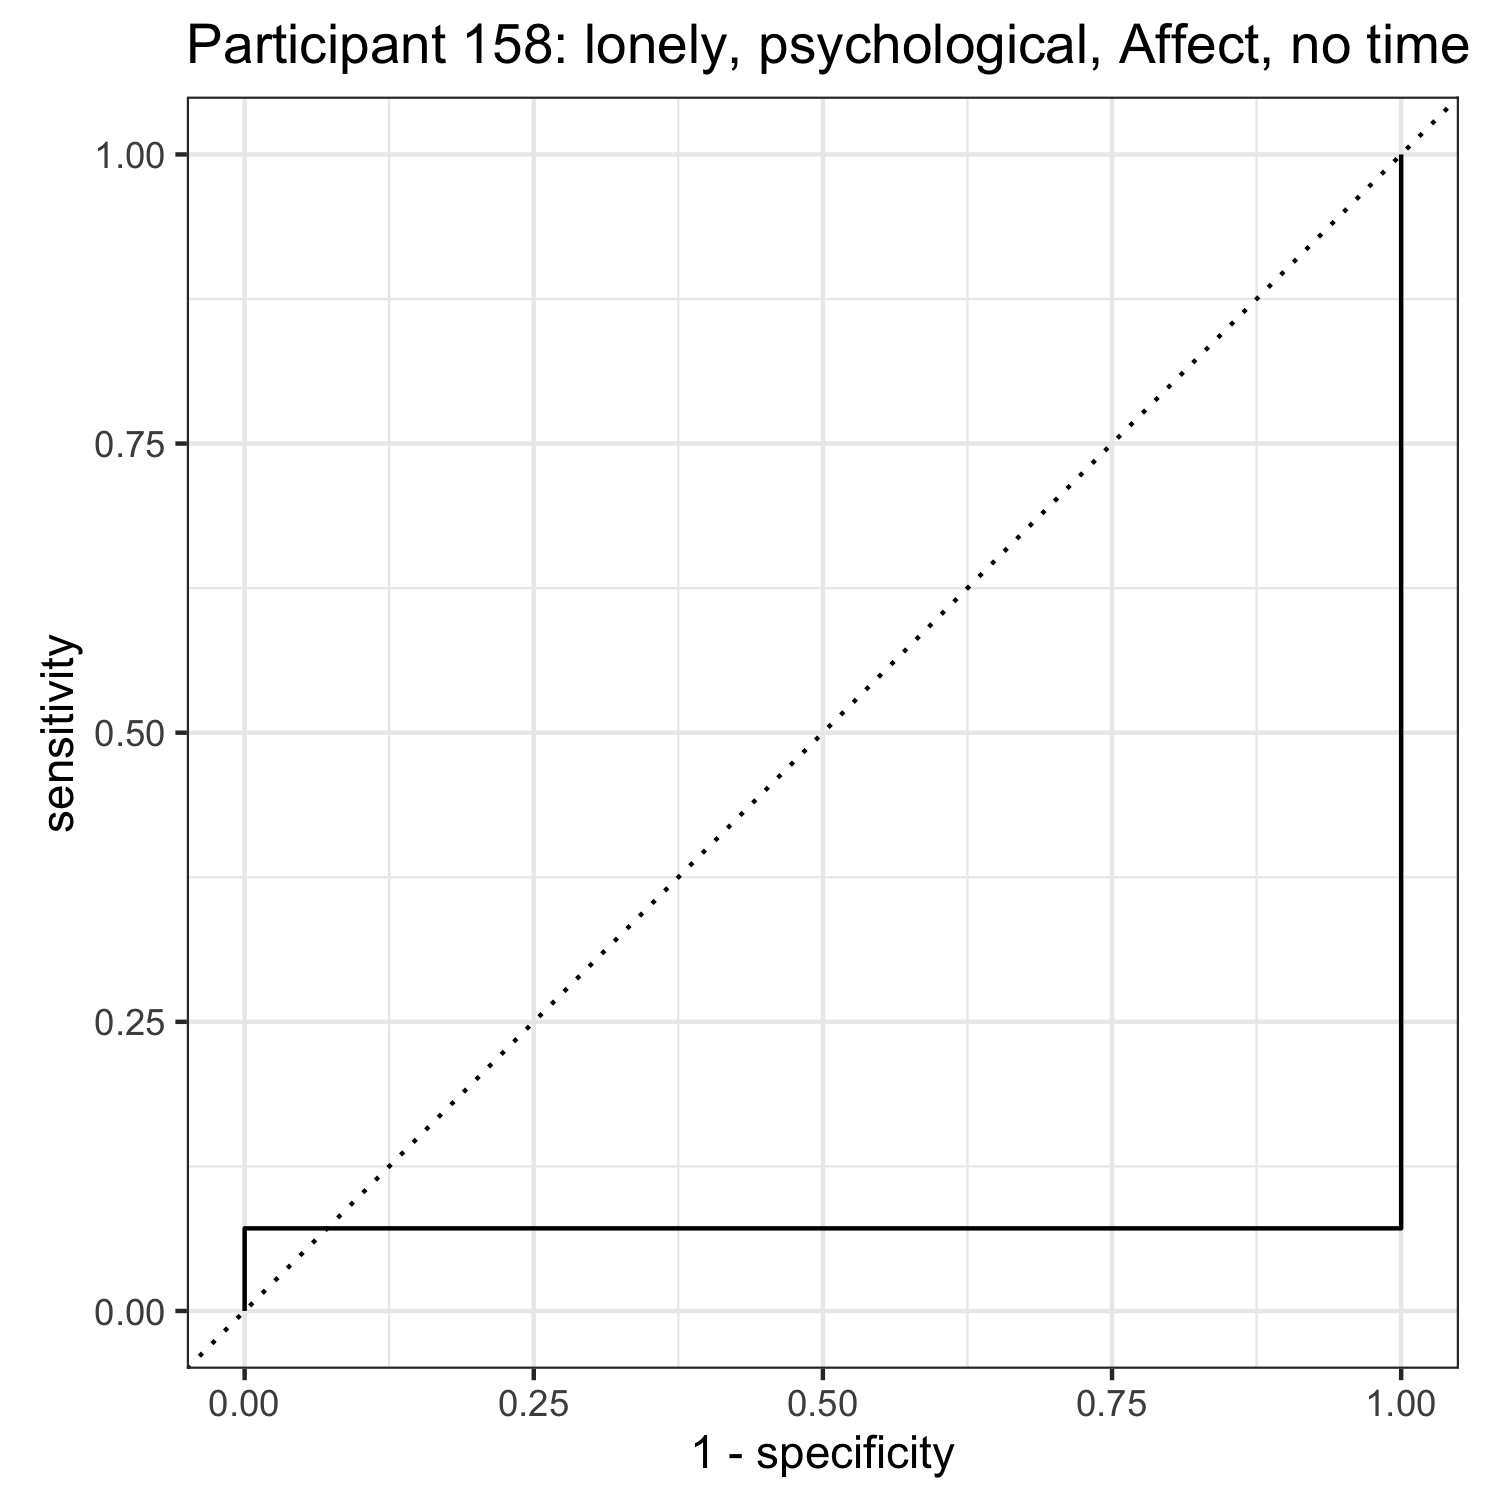 Participant 158: lonely, psychological, Affect, no time
1.00
0.75
0.50
0.25
0.00
sensitivity
0.00 0.25 0.50 0.75 1.00
1 - specificity